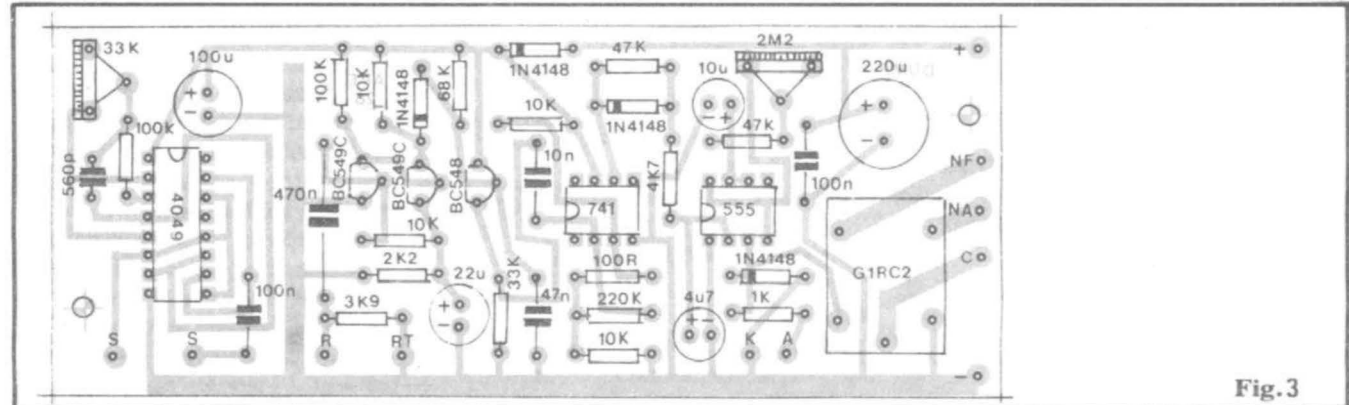 33K
100u
+
-
100k
560p
4049
100n
S
S
100K
10K
1N4148
68K
470n
BC549C
BC549C
BC548
10K
2K2
3K9
R
RT
22u
+
-
33K
47n
1N4148
10K
10n
741
100R
220K
10K
47K
1N4148
4K7
10u
-
+
2M2
47K
555
100n
1N4148
1K
4u7
+
-
K
A
220u
+
-
G1RC2
+
NF
NA
C
-
Fig.3